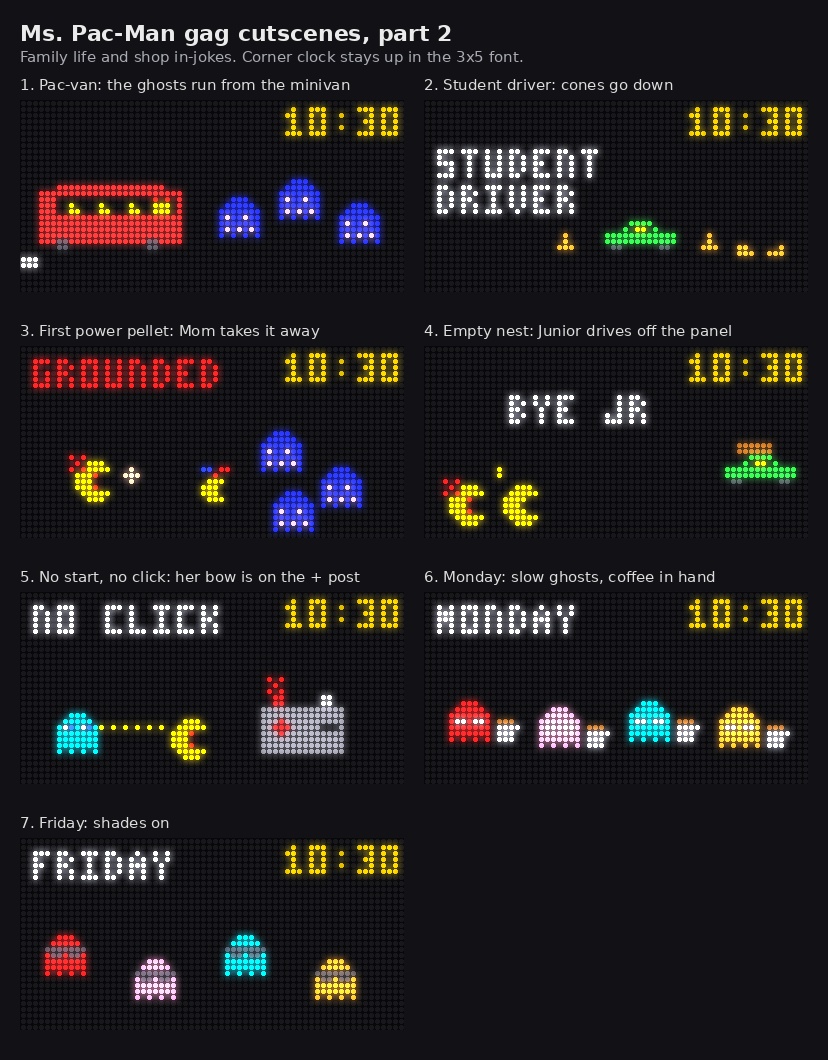 Ms. Pac-Man gag cutscenes, part 2
Family life and shop in-jokes. Corner clock stays up in the 3x5 font.
1. Pac-van: the ghosts run from the minivan
10:30
2. Student driver: cones go down
10:30
STUDENT
DRIVER
3. First power pellet: Mom takes it away
GROUNDED 10:30
4. Empty nest: Junior drives off the panel
10:30
BYE JR
5. No start, no click: her bow is on the + post
NO CLICK 10:30
6. Monday: slow ghosts, coffee in hand
MONDAY 10:30
7. Friday: shades on
FRIDAY 10:30